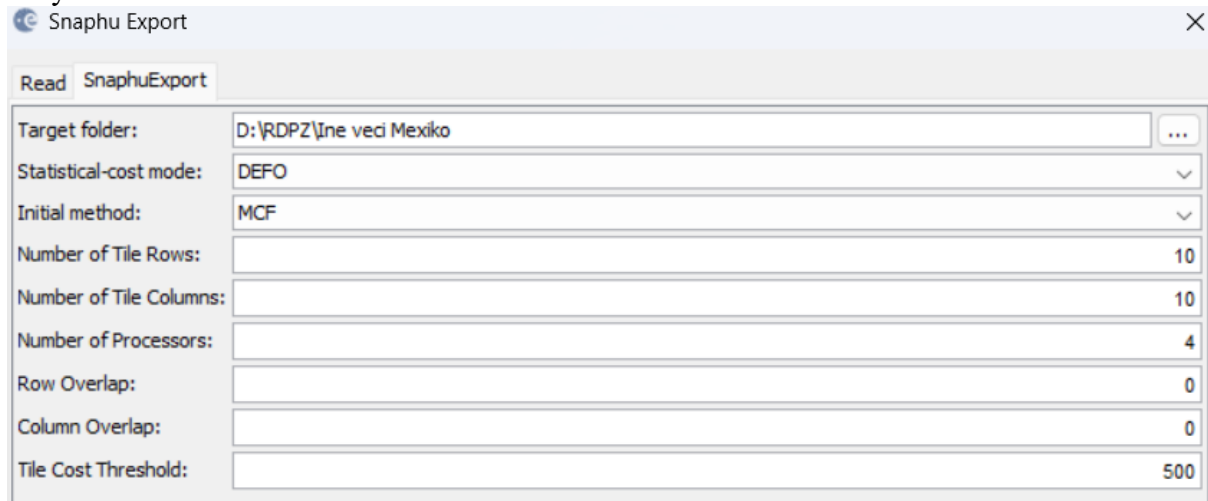 Snaphu Export
Read SnaphuExport
Target folder: D:\RDPZ\Ine veci Mexiko ...
Statistical-cost mode: DEFO
Initial method: MCF
Number of Tile Rows: 10
Number of Tile Columns: 10
Number of Processors: 4
Row Overlap: 0
Column Overlap: 0
Tile Cost Threshold: 500